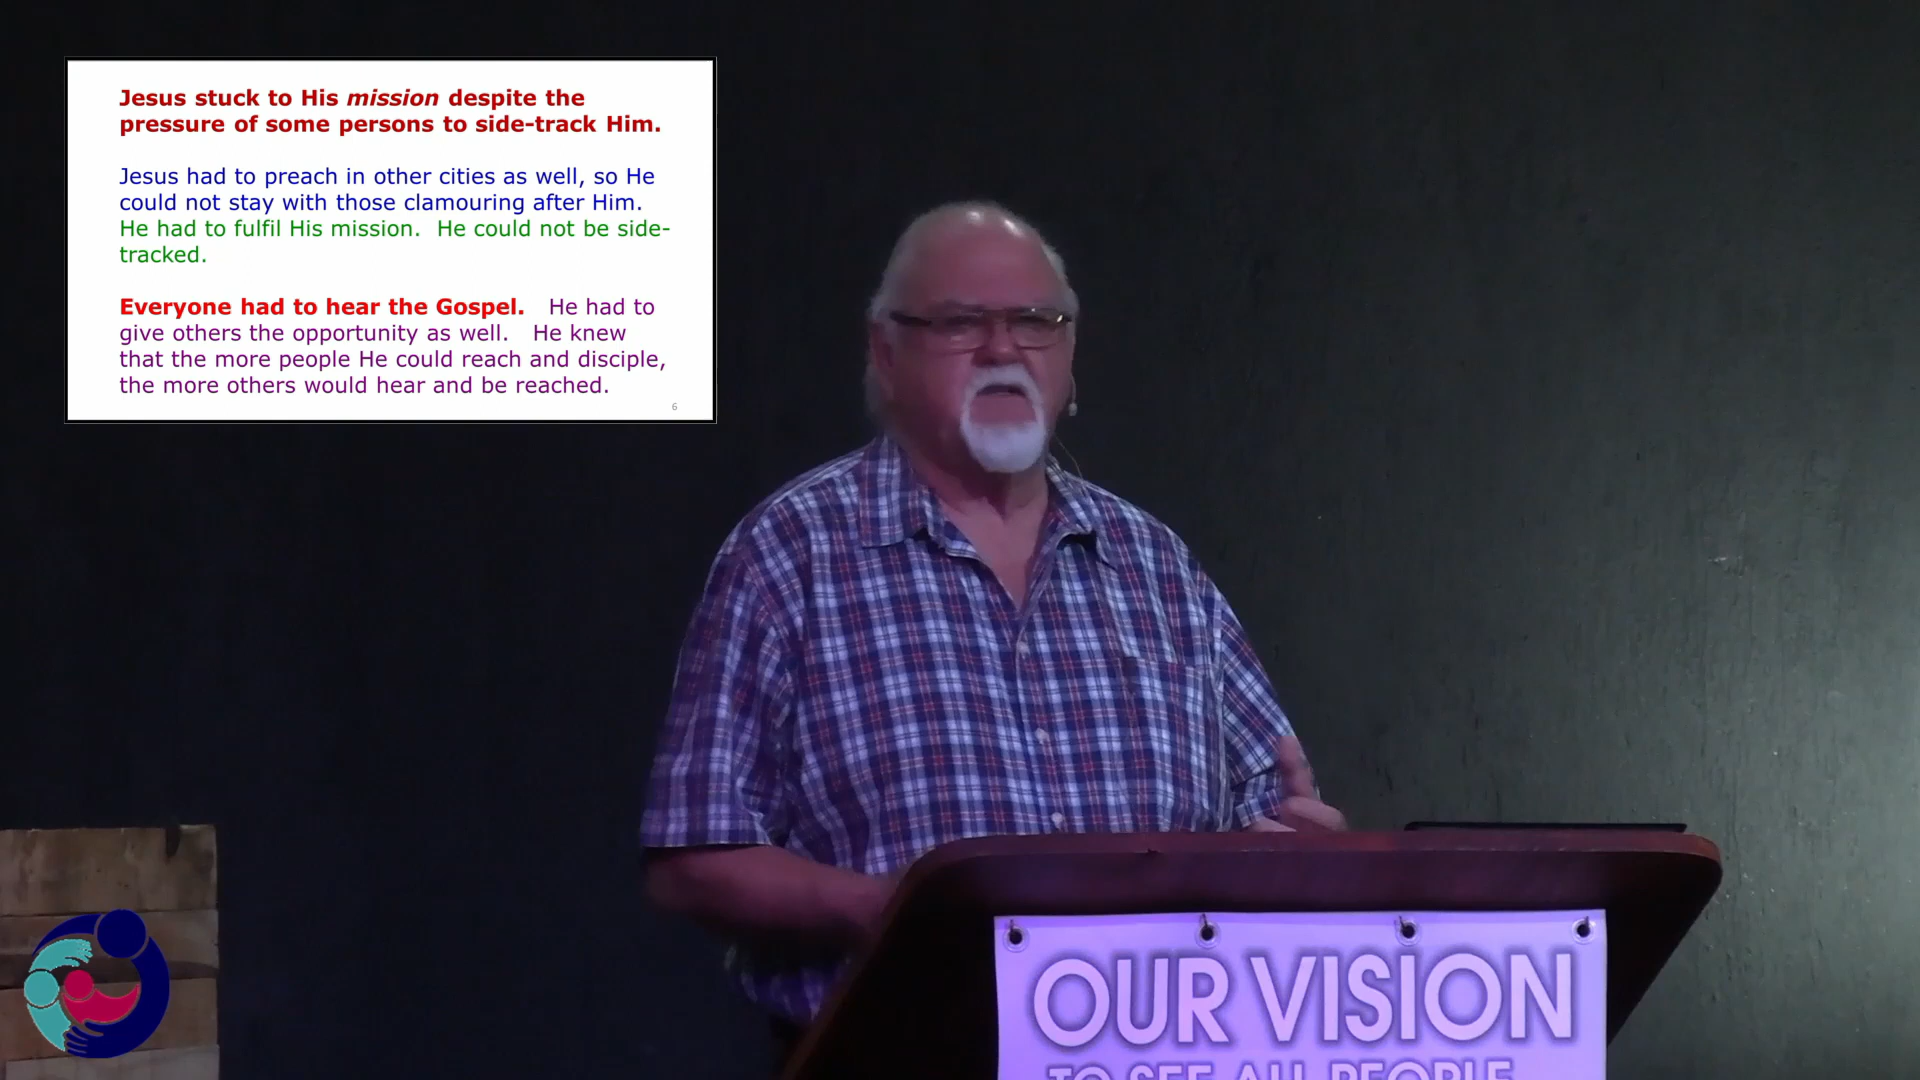 Jesus stuck to His mission despite the
pressure of some persons to side-track Him.
Jesus had to preach in other cities as well, so He
could not stay with those clamouring after Him.
He had to fulfil His mission.  He could not be side-
tracked.
Everyone had to hear the Gospel.   He had to
give others the opportunity as well.   He knew
that the more people He could reach and disciple,
the more others would hear and be reached.
6
OUR VISION
TO SEE ALL PEOPLE